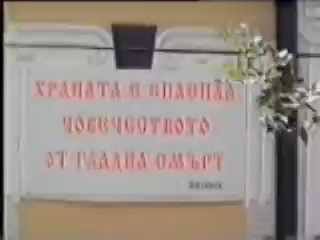 ХРАНАТА Е СПАСИЛА
ЧОВЕЧЕСТВОТО
ОТ ГЛАДНА СМЪРТ